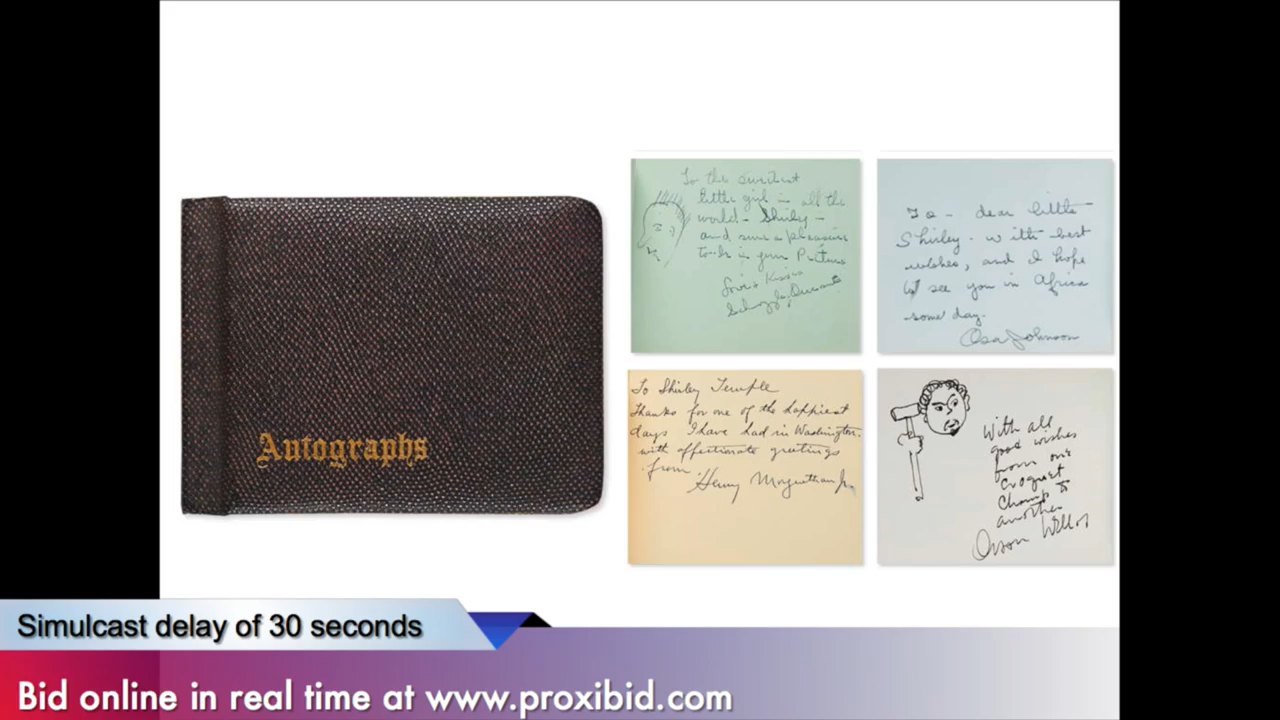 Autographs
To the sweetest
little girl in all the
world - Shirley -
and sure a pleasure
to be in your Picture
Love & Kisses
Schnozzle Durante
To - dear little
Shirley - with best
wishes, and I hope
to see you in Africa
some day.
Osa Johnson
To Shirley Temple
Thanks for one of the happiest
days I have had in Washington.
with affectionate greetings
from
Henry Morgenthau Jr.
With all
good wishes
from one
croquet
champ to
another
Orson Welles
Simulcast delay of 30 seconds
Bid online in real time at www.proxibid.com